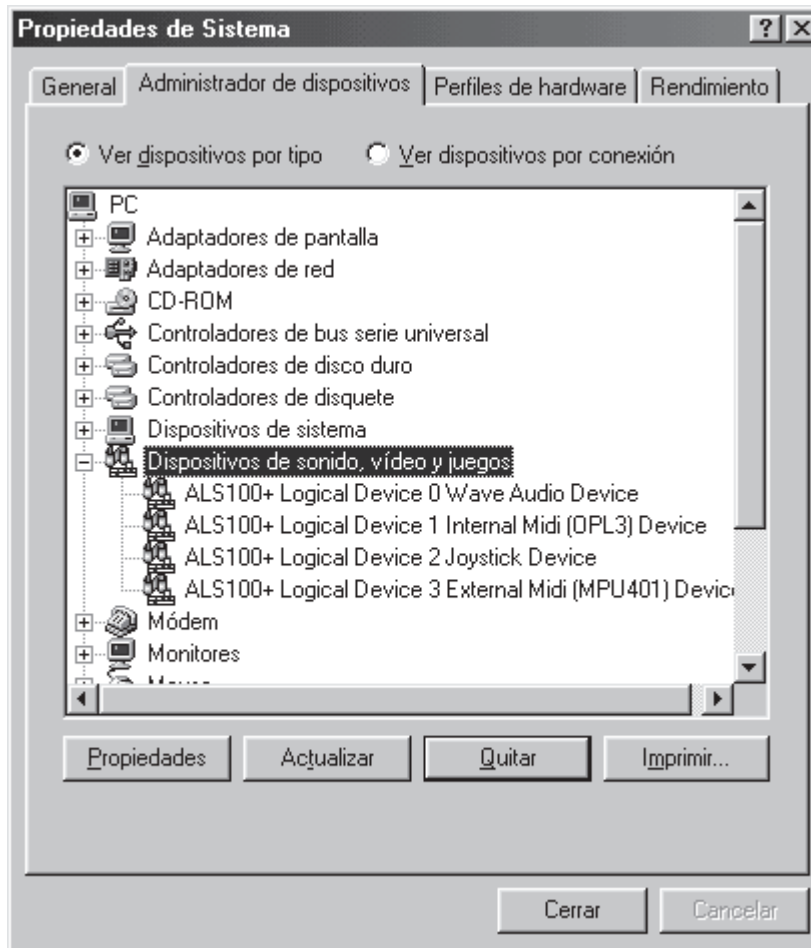 Propiedades de Sistema
General Administrador de dispositivos Perfiles de hardware Rendimiento
Ver dispositivos por tipo Ver dispositivos por conexión
PC
Adaptadores de pantalla
Adaptadores de red
CD-ROM
Controladores de bus serie universal
Controladores de disco duro
Controladores de disquete
Dispositivos de sistema
Dispositivos de sonido, vídeo y juegos
ALS100+ Logical Device 0 Wave Audio Device
ALS100+ Logical Device 1 Internal Midi (OPL3) Device
ALS100+ Logical Device 2 Joystick Device
ALS100+ Logical Device 3 External Midi (MPU401) Devic
Módem
Monitores
Propiedades Actualizar Quitar Imprimir...
Cerrar Cancelar